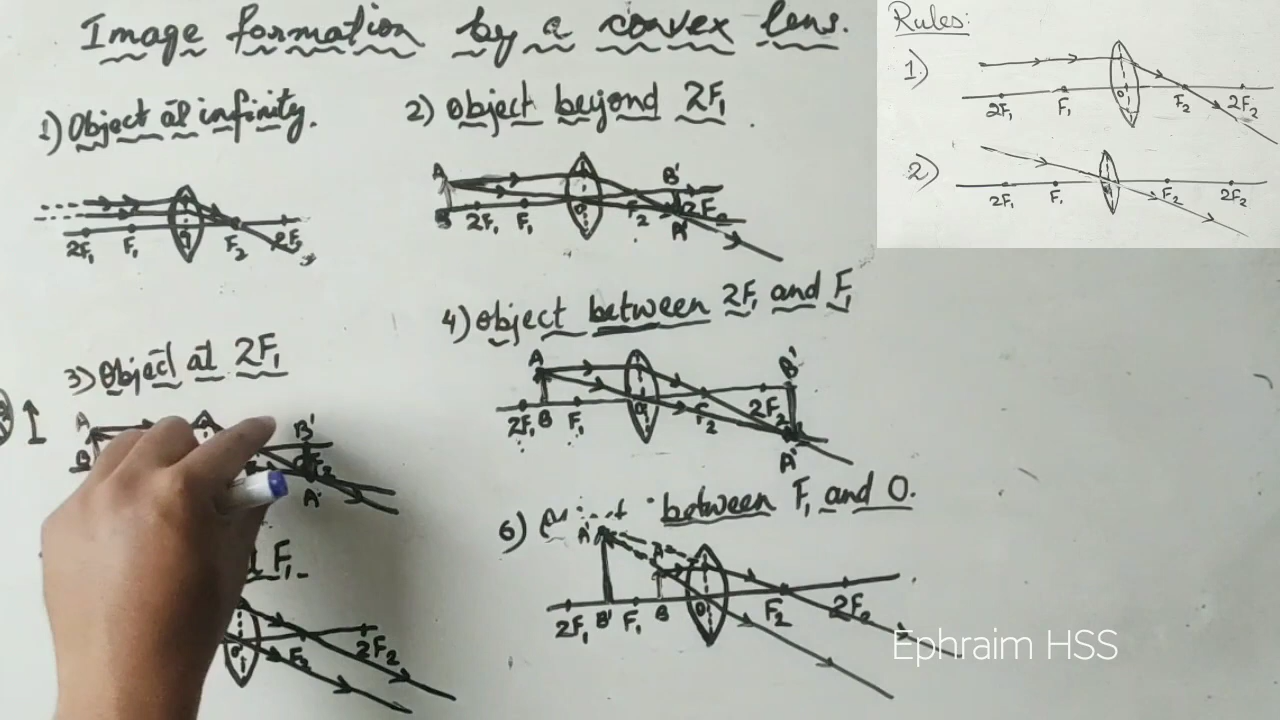 Image formation by a convex lens.
Rules:
1)
2F₁ F₁ O F₂ 2F₂
2)
2F₁ F₁ F₂ 2F₂
1) Object at infinity.
2F₁ F₁ O F₂ 2F₂
2) Object beyond 2F₁.
A B' 
B 2F₁ F₁ O F₂ 2F₂
A'
3) Object at 2F₁
A B'
B F₂
A'
4) Object between 2F₁ and F₁
A B'
2F₁ B F₁ O F₂ 2F₂
A'
F₁.
O F₂ 2F₂
6) between F₁ and O.
A' A
2F₁ B' F₁ B O F₂ 2F₂
Ephraim HSS